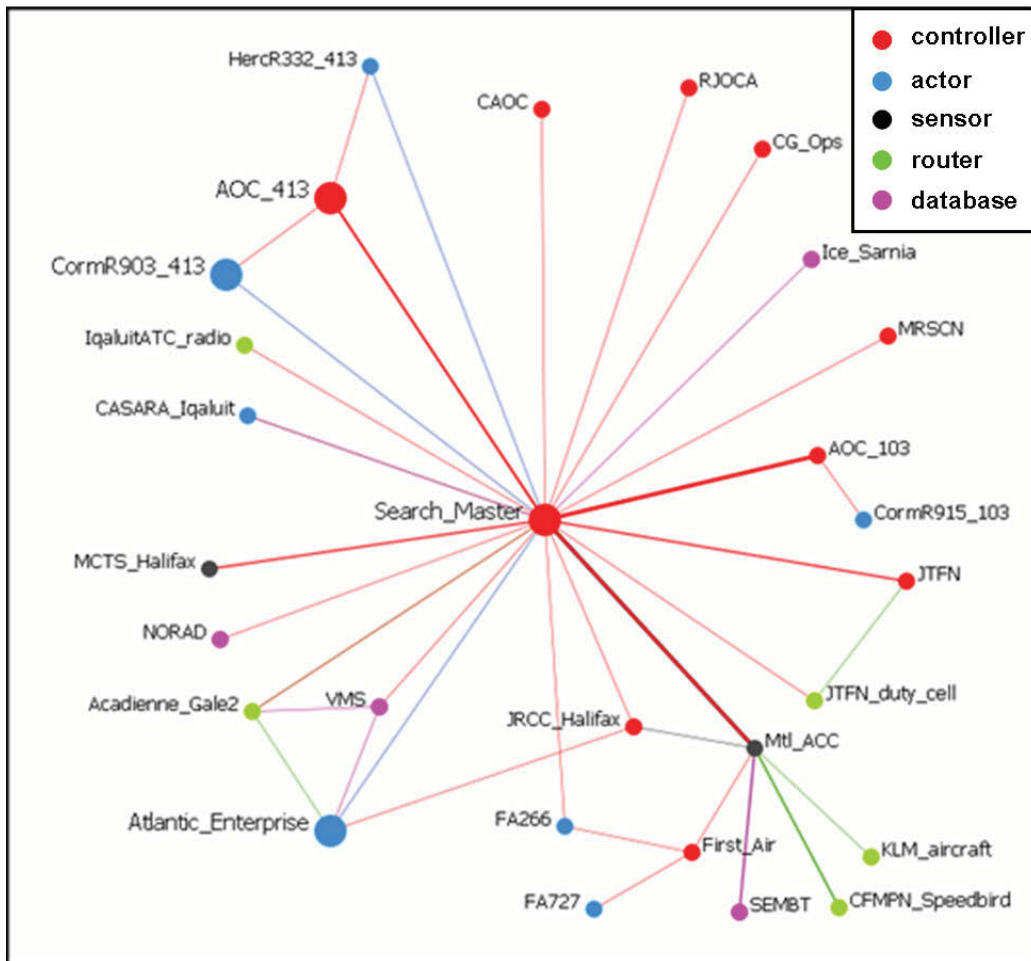 controller
actor
sensor
router
database
HercR332_413
CAOC
RJOCA
CG_Ops
AOC_413
CormR903_413
Ice_Sarnia
IqaluitATC_radio
MRSCN
CASARA_Iqaluit
AOC_103
Search_Master
CormR915_103
MCTS_Halifax
JTFN
NORAD
Acadienne_Gale2
VMS
JTFN_duty_cell
JRCC_Halifax
Mtl_ACC
Atlantic_Enterprise
FA266
First_Air
KLM_aircraft
FA727
SEMBT
CFMPN_Speedbird